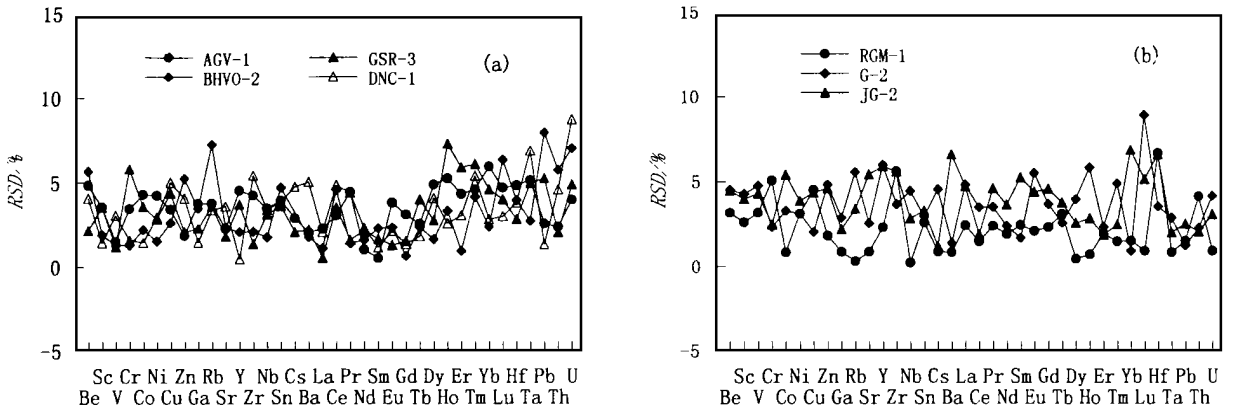 15
10
5
0
-5
RSD/%
AGV-1
BHVO-2
GSR-3
DNC-1
(a)
Sc Cr Ni Zn Rb Y Nb Cs La Pr Sm Gd Dy Er Yb Hf Pb U
Be V Co Cu Ga Sr Zr Sn Ba Ce Nd Eu Tb Ho Tm Lu Ta Th
15
10
5
0
-5
RSD/%
RGM-1
G-2
JG-2
(b)
Sc Cr Ni Zn Rb Y Nb Cs La Pr Sm Gd Dy Er Yb Hf Pb U
Be V Co Cu Ga Sr Zr Sn Ba Ce Nd Eu Tb Ho Tm Lu Ta Th